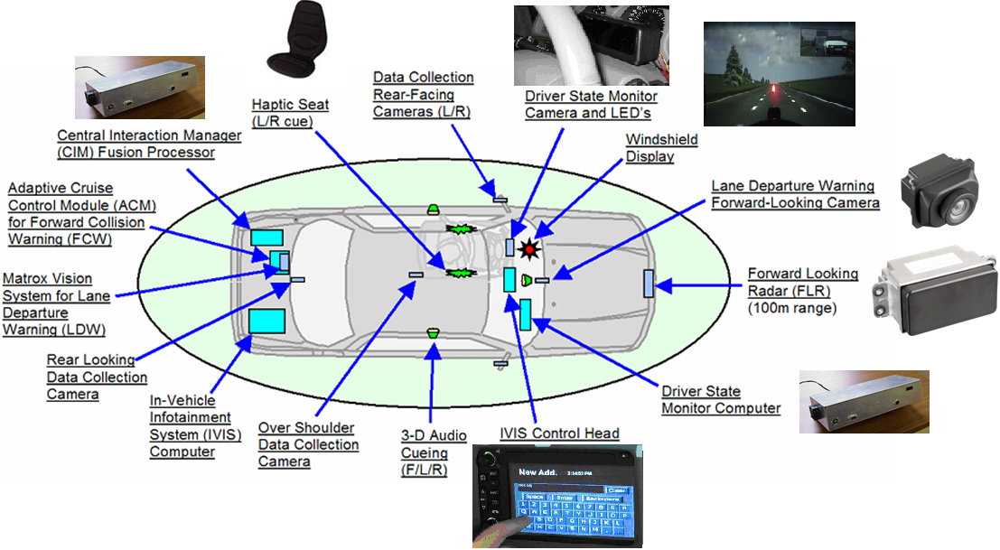 Haptic Seat
(L/R cue)
Data Collection
Rear-Facing
Cameras (L/R)
Driver State Monitor
Camera and LED's
Windshield
Display
Central Interaction Manager
(CIM) Fusion Processor
Adaptive Cruise
Control Module (ACM)
for Forward Collision
Warning (FCW)
Lane Departure Warning
Forward-Looking Camera
Matrox Vision
System for Lane
Departure
Warning (LDW)
Forward Looking
Radar (FLR)
(100m range)
Rear Looking
Data Collection
Camera
In-Vehicle
Infotainment
System (IVIS)
Computer
Over Shoulder
Data Collection
Camera
3-D Audio
Cueing
(F/L/R)
IVIS Control Head
Driver State
Monitor Computer
New Add.
Clear
Space Enter Backspace